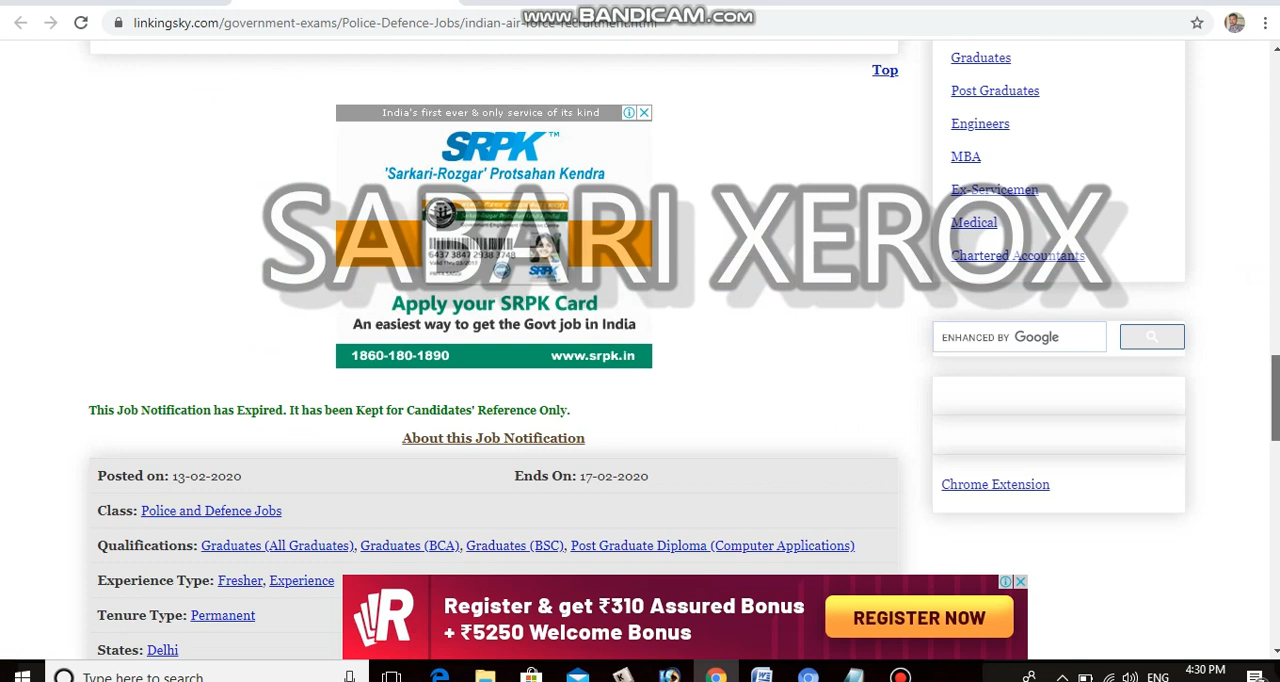 www.BANDICAM.com
linkingsky.com/government-exams/Police-Defence-Jobs/indian-air-force-recruitment.html
Top
India's first ever & only service of its kind
SRPK™
'Sarkari-Rozgar' Protsahan Kendra
6437 3847 2938 3748
SRPK
Apply your SRPK Card
An easiest way to get the Govt job in India
1860-180-1890 www.srpk.in
SABARI XEROX
Graduates
Post Graduates
Engineers
MBA
Ex-Servicemen
Medical
Chartered Accountants
ENHANCED BY Google
Chrome Extension
This Job Notification has Expired. It has been Kept for Candidates' Reference Only.
About this Job Notification
Posted on: 13-02-2020 Ends On: 17-02-2020
Class: Police and Defence Jobs
Qualifications: Graduates (All Graduates), Graduates (BCA), Graduates (BSC), Post Graduate Diploma (Computer Applications)
Experience Type: Fresher, Experience
Tenure Type: Permanent
States: Delhi
R
Register & get ₹310 Assured Bonus
+ ₹5250 Welcome Bonus
REGISTER NOW
Type here to search
ENG
4:30 PM